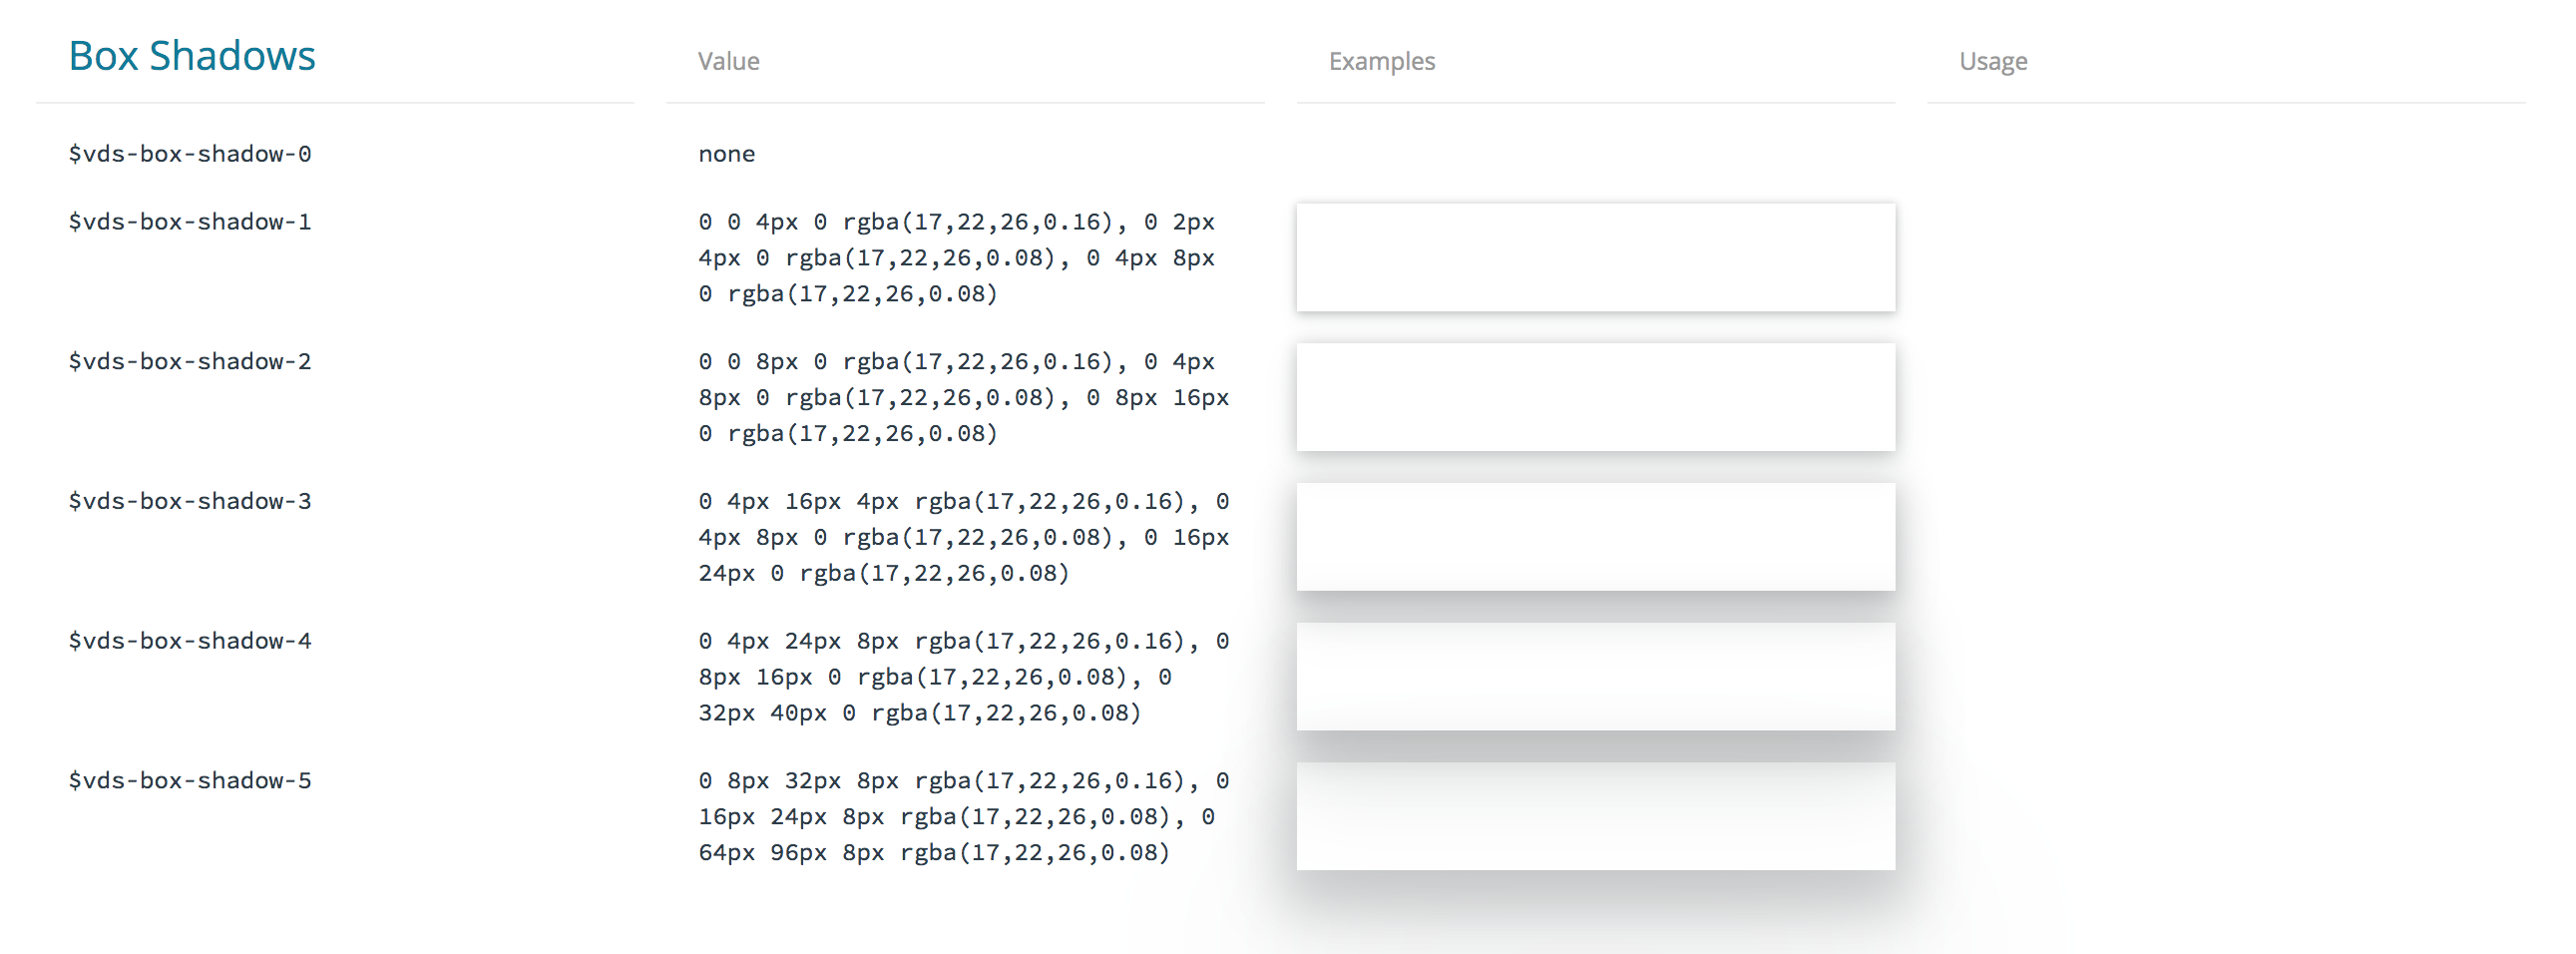 Box Shadows
Value
Examples
Usage
$vds-box-shadow-0
none
$vds-box-shadow-1
0 0 4px 0 rgba(17,22,26,0.16), 0 2px
4px 0 rgba(17,22,26,0.08), 0 4px 8px
0 rgba(17,22,26,0.08)
$vds-box-shadow-2
0 0 8px 0 rgba(17,22,26,0.16), 0 4px
8px 0 rgba(17,22,26,0.08), 0 8px 16px
0 rgba(17,22,26,0.08)
$vds-box-shadow-3
0 4px 16px 4px rgba(17,22,26,0.16), 0
4px 8px 0 rgba(17,22,26,0.08), 0 16px
24px 0 rgba(17,22,26,0.08)
$vds-box-shadow-4
0 4px 24px 8px rgba(17,22,26,0.16), 0
8px 16px 0 rgba(17,22,26,0.08), 0
32px 40px 0 rgba(17,22,26,0.08)
$vds-box-shadow-5
0 8px 32px 8px rgba(17,22,26,0.16), 0
16px 24px 8px rgba(17,22,26,0.08), 0
64px 96px 8px rgba(17,22,26,0.08)